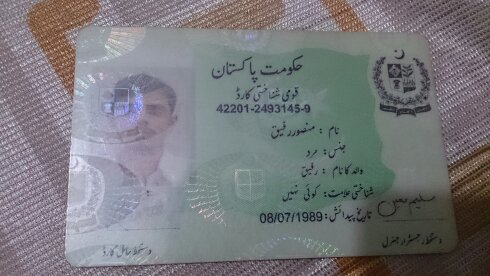 حکومت پاکستان
قومی شناختی کارڈ
42201-2493145-9
نام : منصور رفیق
جنس: مرد
والد کا نام : رفیق
شناختی علامت: کوئی نہیں
تاریخ پیدائش: 08/07/1989
دستخط حامل کارڈ
دستخط رجسٹرار جنرل